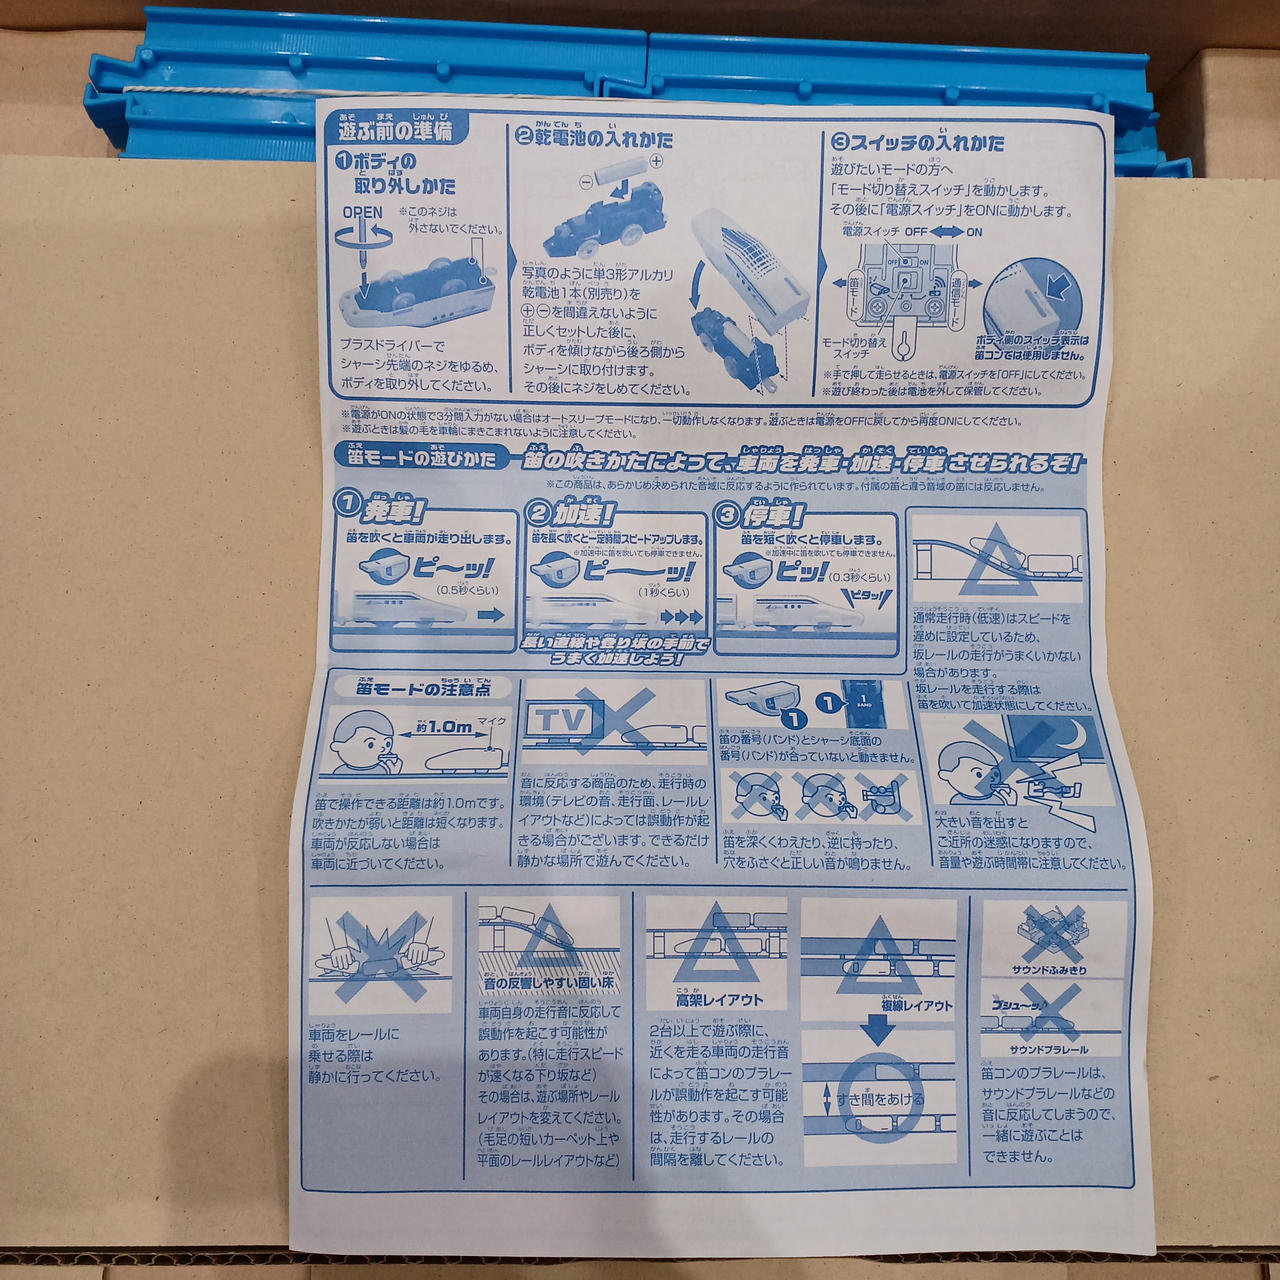 遊ぶ前の準備
①ボディの
取り外しかた
OPEN
※このネジは
外さないでください。
プラスドライバーで
シャーシ先端のネジをゆるめ、
ボディを取り外してください。
②乾電池の入れかた
写真のように単3形アルカリ
乾電池1本(別売り)を
⊕⊖を間違えないように
正しくセットした後に、
ボディを傾けながら後ろ側から
シャーシに取り付けます。
その後にネジをしめてください。
③スイッチの入れかた
遊びたいモードの方へ
「モード切り替えスイッチ」を動かします。
その後に「電源スイッチ」をONに動かします。
電源スイッチ OFF ON
OFF ON
笛モード
通信モード
モード切り替え
スイッチ
ボディ側のスイッチ表示は
笛コンでは使用しません。
※手で押して走らせるときは、電源スイッチを「OFF」にしてください。
※遊び終わった後は電池を外して保管してください。
※電源がONの状態で3分間入力がない場合はオートスリープモードになり、一切動作しなくなります。遊ぶときは電源をOFFに戻してから再度ONにしてください。
※遊ぶときは髪の毛を車輪にまきこまれないように注意してください。
笛モードの遊びかた
笛の吹きかたによって、車両を発車・加速・停車させられるぞ!
※この商品は、あらかじめ決められた音域に反応するように作られています。付属の笛と違う音域の笛には反応しません。
①発車!
笛を吹くと車両が走り出します。
ピ〜ッ!
(0.5秒くらい)
②加速!
笛を長く吹くと一定時間スピードアップします。
※加速中に笛を吹いても停車できません。
ピ――ッ!
(1秒くらい)
長い直線や登り坂の手前で
うまく加速しよう!
③停車!
笛を短く吹くと停車します。
※加速中に笛を吹いても停車できません。
ピッ!(0.3秒くらい)
ピタッ!
通常走行時(低速)はスピードを
遅めに設定しているため、
坂レールの走行がうまくいかない
場合があります。
坂レールを走行する際は
笛を吹いて加速状態にしてください。
笛モードの注意点
約1.0m マイク
笛で操作できる距離は約1.0mです。
吹きかたが弱いと距離は短くなります。
車両が反応しない場合は
車両に近づいてください。
TV
音に反応する商品のため、走行時の
環境(テレビの音、走行面、レールレ
イアウトなど)によっては誤動作が起
きる場合がございます。できるだけ
静かな場所で遊んでください。
1 1 1
BAND
笛の番号(バンド)とシャーシ底面の
番号(バンド)が合っていないと動きません。
笛を深くくわえたり、逆に持ったり、
穴をふさぐと正しい音が鳴りません。
大きい音を出すと
ご近所の迷惑になりますので、
音量や遊ぶ時間帯に注意してください。
車両をレールに
乗せる際は
静かに行ってください。
音の反響しやすい固い床
車両自身の走行音に反応して
誤動作を起こす可能性が
あります。(特に走行スピード
が速くなる下り坂など)
その場合は、遊ぶ場所やレール
レイアウトを変えてください。
(毛足の短いカーペット上や
平面のレールレイアウトなど)
高架レイアウト
2台以上で遊ぶ際に、
近くを走る車両の走行音
によって笛コンのプラレー
ルが誤動作を起こす可能
性があります。その場合
は、走行するレールの
間隔を離してください。
複線レイアウト
すき間をあける
サウンドふみきり
プシュ〜ッ♪
サウンドプラレール
笛コンのプラレールは、
サウンドプラレールなどの
音に反応してしまうので、
一緒に遊ぶことは
できません。